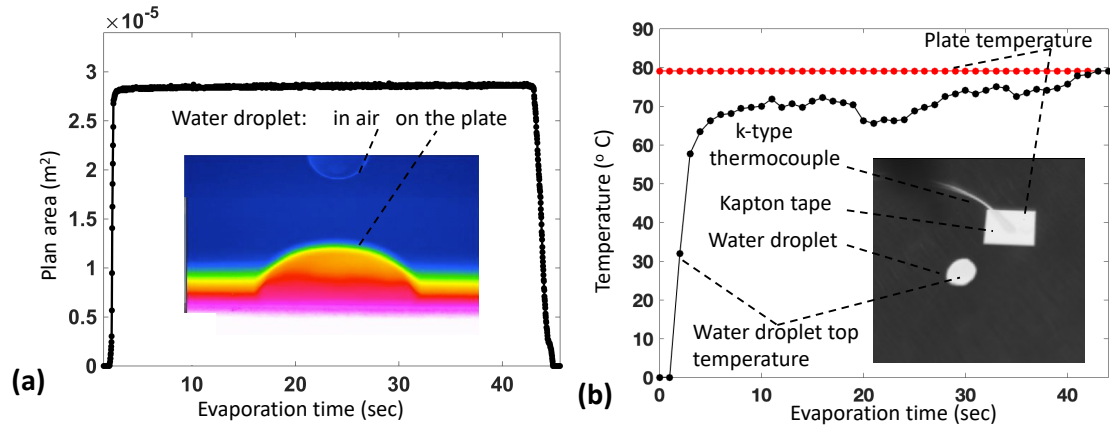 ×10⁻⁵
3
2.5
2
1.5
1
0.5
0
Plan area (m²)
Water droplet: in air on the plate
10 20 30 40
Evaporation time (sec)
(a)
90
80
70
60
50
40
30
20
10
0
Temperature (° C)
Plate temperature
k-type
thermocouple
Kapton tape
Water droplet
Water droplet top
temperature
0 10 20 30 40
Evaporation time (sec)
(b)